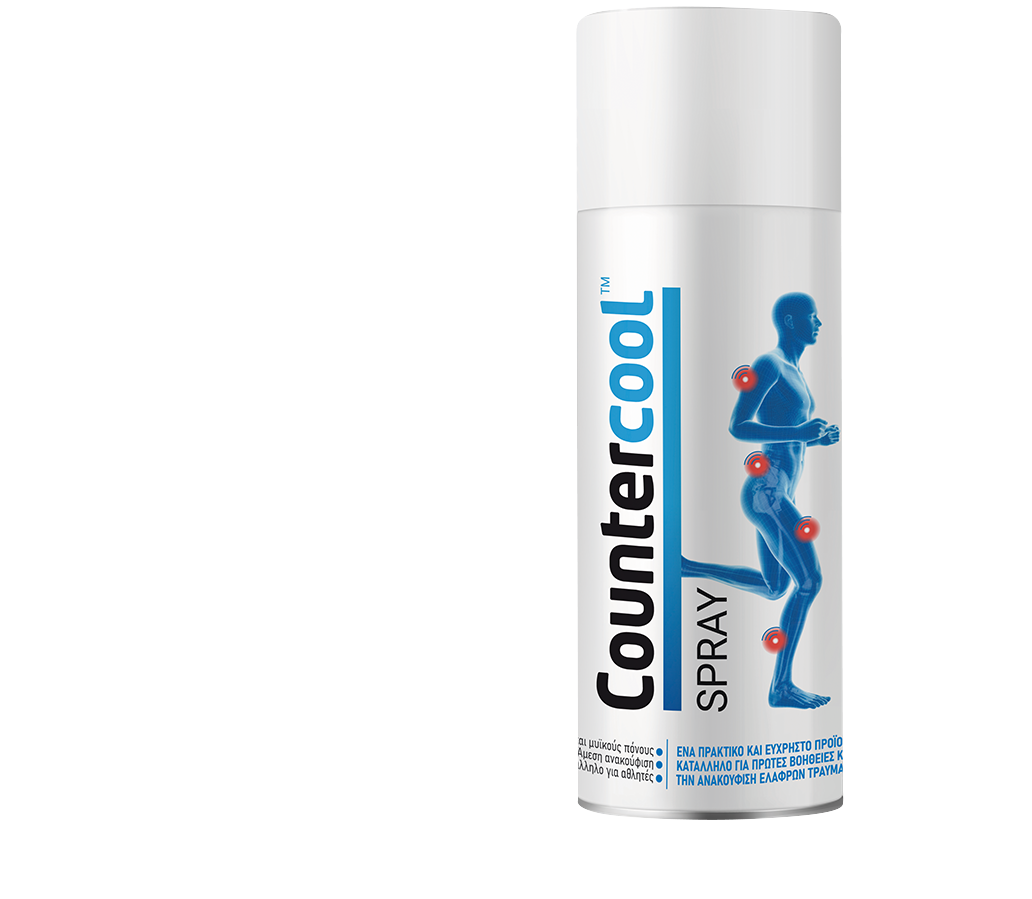 Countercool™
SPRAY
μυϊκούς πόνους
Άμεση ανακούφιση
για αθλητές
ΕΝΑ ΠΡΑΚΤΙΚΟ ΚΑΙ ΕΥΧΡΗΣΤΟ
ΚΑΤΑΛΛΗΛΟ ΓΙΑ ΠΡΩΤΕΣ ΒΟΗΘΕΙΕΣ
ΤΗΝ ΑΝΑΚΟΥΦΙΣΗ ΕΛΑΦΡΩΝ